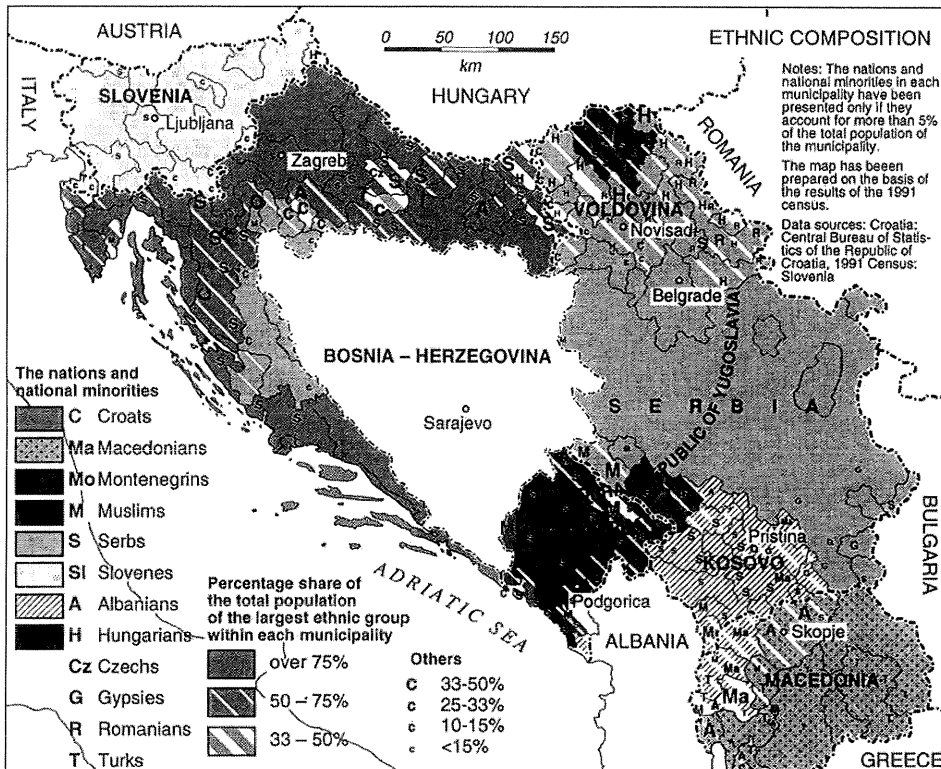 AUSTRIA
0 50 100 150
km
ETHNIC COMPOSITION
ITALY
SLOVENIA
Ljubljana
HUNGARY
ROMANIA
Notes: The nations and
national minorities in each
municipality have been
presented only if they
account for more than 5%
of the total population of
the municipality.
The map has beeen
prepared on the basis of
the results of the 1991
census.
Data sources: Croatia:
Central Bureau of Statis-
tics of the Republic of
Croatia, 1991 Census:
Slovenia
Zagreb
VOLDOVINA
Novisad
Belgrade
BOSNIA – HERZEGOVINA
Sarajevo
SERBIA
PUBLIC OF YUGOSLAVIA
BULGARIA
Pristina
KOSOVO
Podgorica
ADRIATIC SEA
ALBANIA
Skopje
MACEDONIA
GREECE
The nations and
national minorities
C Croats
Ma Macedonians
Mo Montenegrins
M Muslims
S Serbs
Sl Slovenes
A Albanians
H Hungarians
Cz Czechs
G Gypsies
R Romanians
T Turks
Percentage share of
the total population
of the largest ethnic group
within each municipality
over 75%
50 – 75%
33 – 50%
Others
C 33-50%
C 25-33%
C 10-15%
c <15%